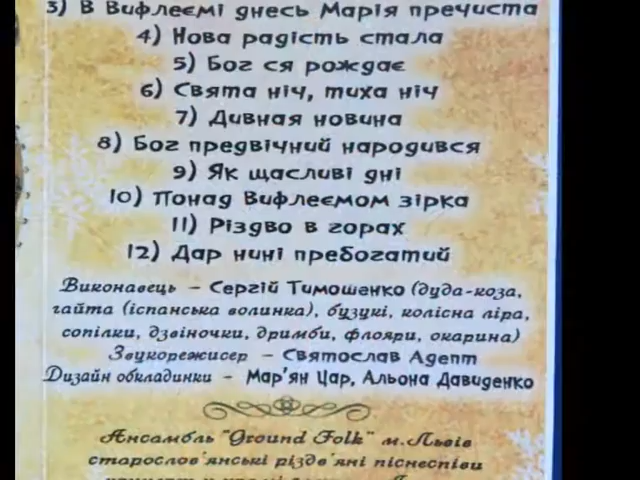 3) В Вифлеємі днесь Марія пречиста
4) Нова радість стала
5) Бог ся рождає
6) Свята ніч, тиха ніч
7) Дивная новина
8) Бог предвічний народився
9) Як щасливі дні
10) Понад Вифлеємом зірка
11) Різдво в горах
12) Дар нині пребогатий
Виконавець – Сергій Тимошенко (дуда-коза,
гайта (іспанська волинка), бузукі, колісна ліра,
сопілки, дзвіночки, дримби, флояри, окарина)
Звукорежисер – Святослав Адепт
Дизайн обкладинки – Мар'ян Цар, Альона Давиденко
Ансамбль "Ground Folk" м.Львів
старослов'янські різдв'яні піснеспіви